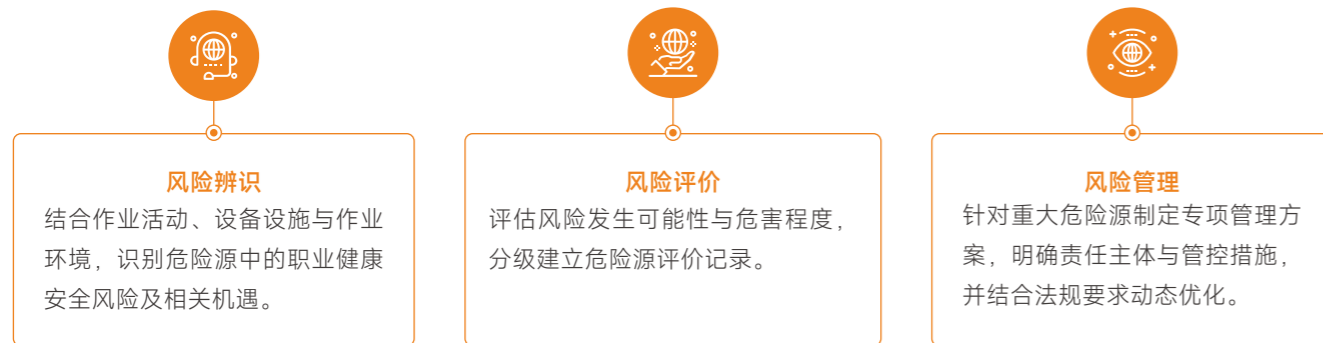 风险辨识
结合作业活动、设备设施与作业
环境，识别危险源中的职业健康
安全风险及相关机遇。
风险评价
评估风险发生可能性与危害程度，
分级建立危险源评价记录。
风险管理
针对重大危险源制定专项管理方
案，明确责任主体与管控措施，
并结合法规要求动态优化。